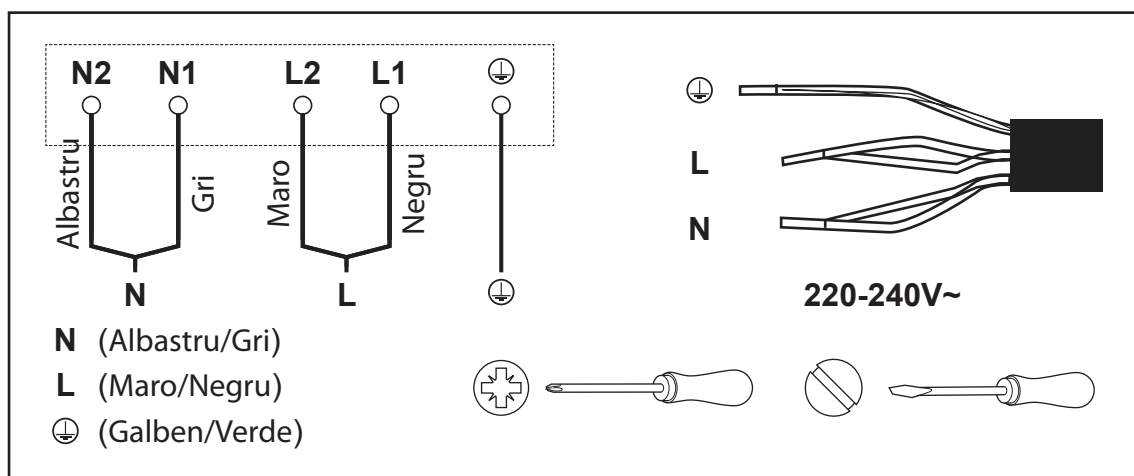 N2 N1 L2 L1
Albastru
Gri
Maro
Negru
N L
L
N
220-240V~
N (Albastru/Gri)
L (Maro/Negru)
⏚ (Galben/Verde)